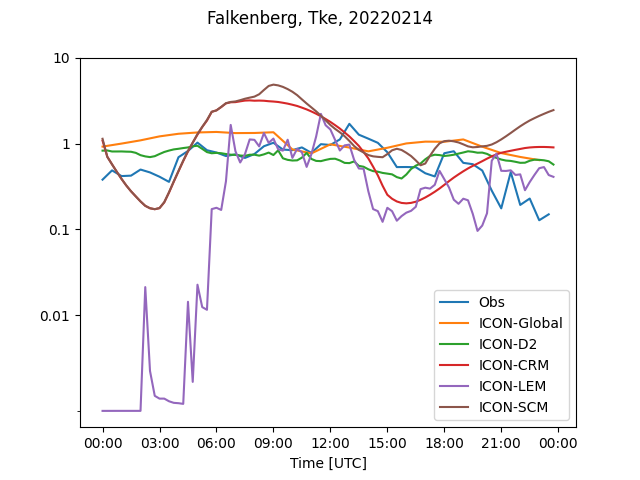 Falkenberg, Tke, 20220214
10
1
0.1
0.01
Obs
ICON-Global
ICON-D2
ICON-CRM
ICON-LEM
ICON-SCM
00:00 03:00 06:00 09:00 12:00 15:00 18:00 21:00 00:00
Time [UTC]